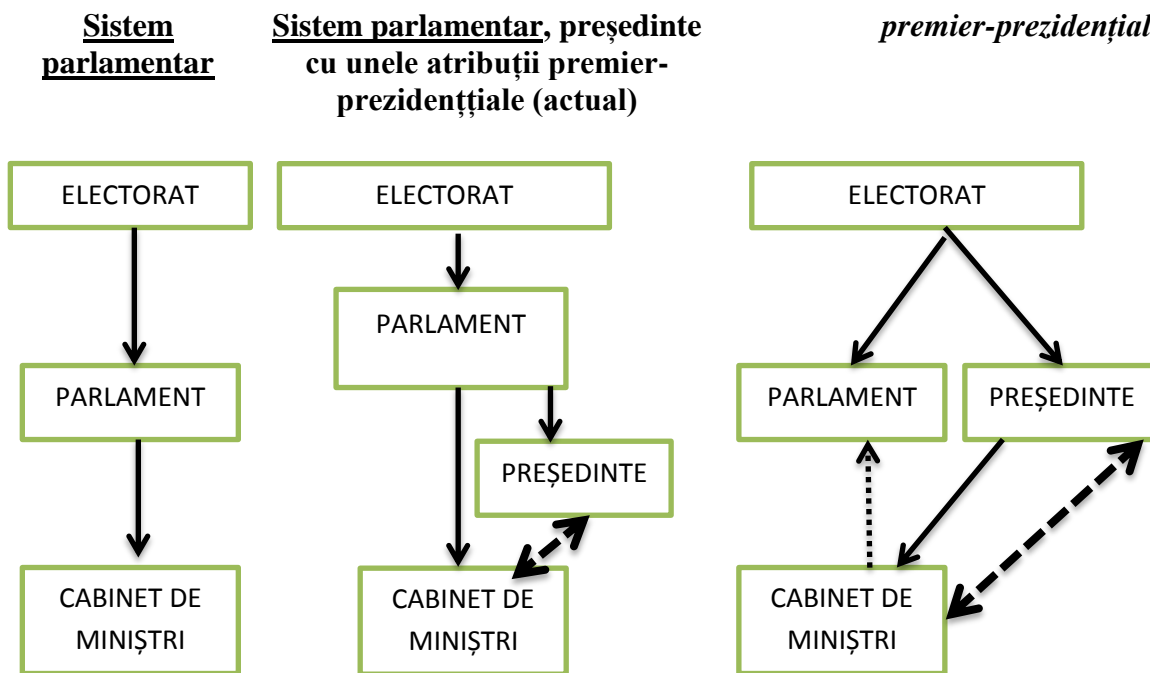 Sistem
parlamentar
Sistem parlamentar, președinte
cu unele atribuții premier-
prezidențțiale (actual)
premier-prezidențial
ELECTORAT
PARLAMENT
CABINET DE
MINIȘTRI
ELECTORAT
PARLAMENT
PREȘEDINTE
CABINET DE
MINIȘTRI
ELECTORAT
PARLAMENT
PREȘEDINTE
CABINET DE
MINIȘTRI